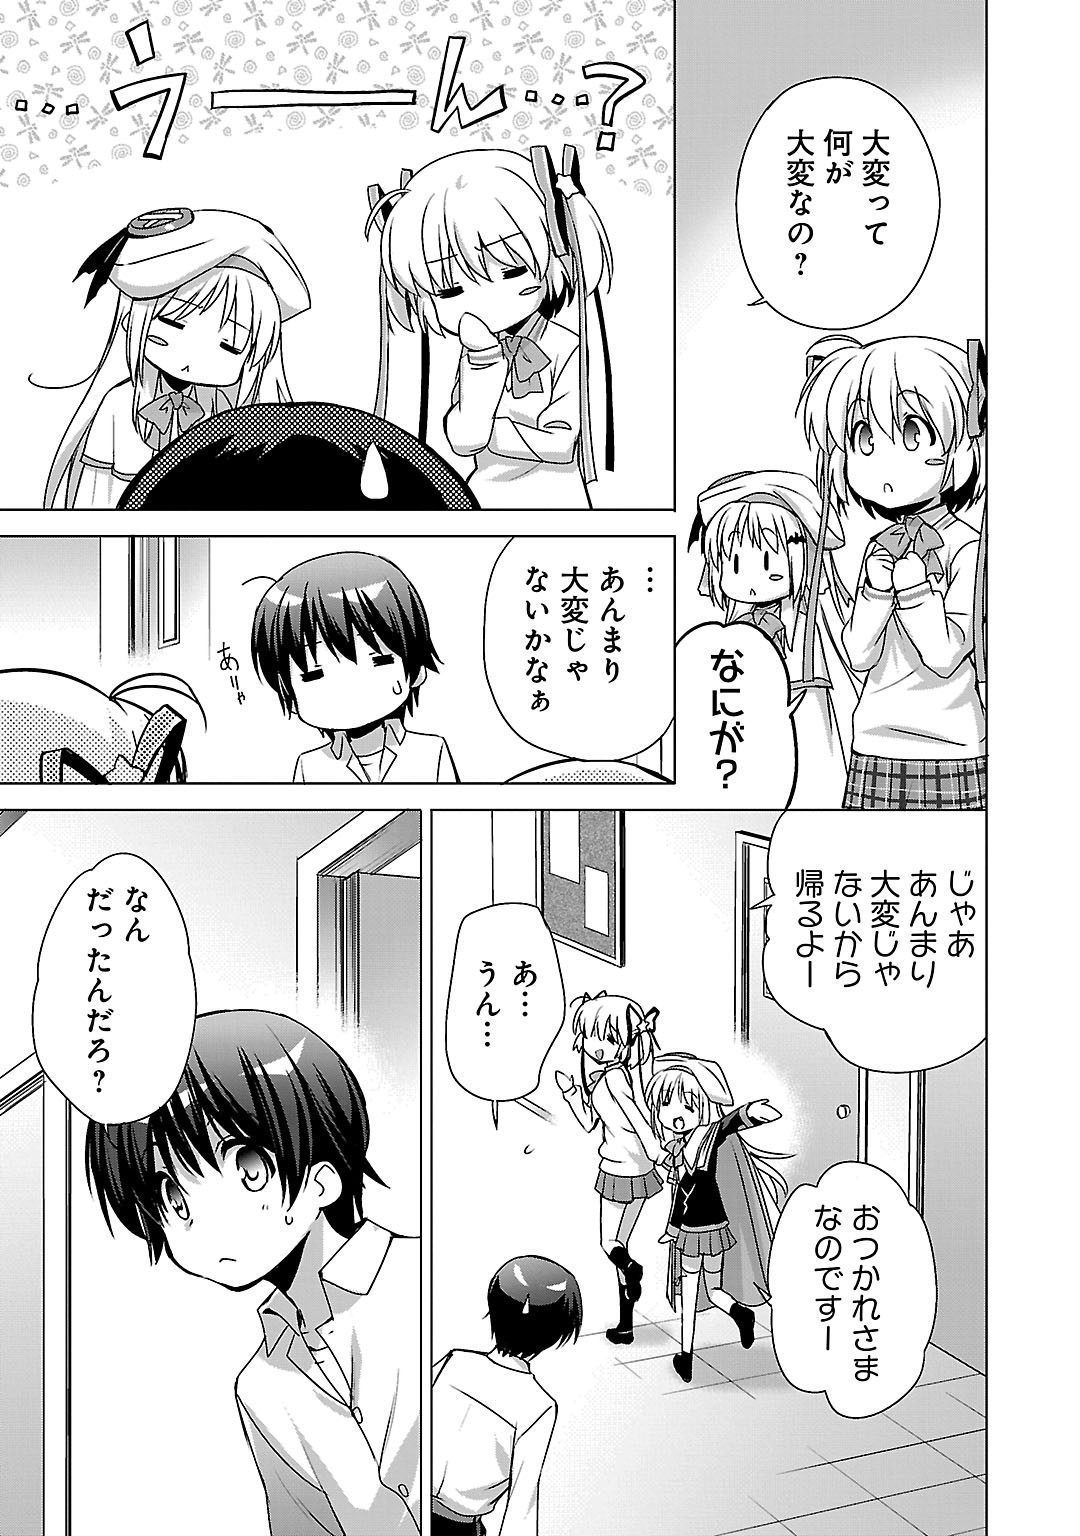 大変って
何が
大変なの?
なにが?
…うーん…?
…
あんまり
大変じゃ
ないかなぁ
ありゃ
じゃあ
あんまり
大変じゃ
ないから
帰るよー
おつかれさま
なのですー
あ…
うん…
なん
だったんだろ?